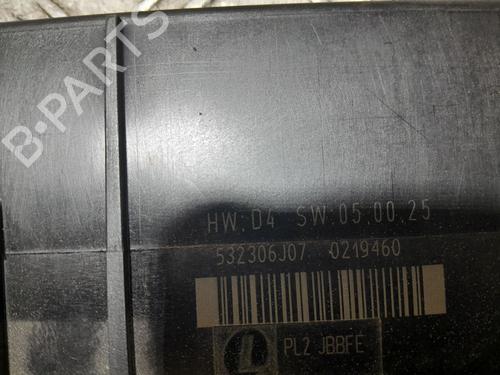 B-PARTS
HW:D4 SW:05.00.25
532306J07 0219460
L PL2 JBBFE